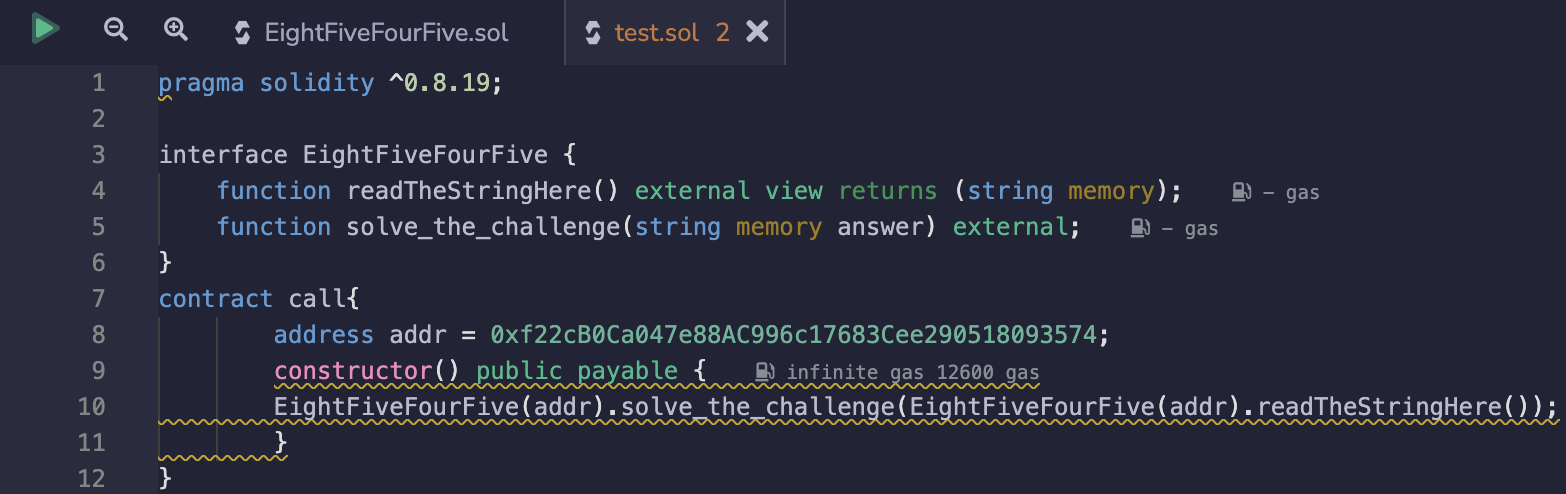 EightFiveFourFive.sol test.sol 2
1 pragma solidity ^0.8.19;
2
3 interface EightFiveFourFive {
4 function readTheStringHere() external view returns (string memory); - gas
5 function solve_the_challenge(string memory answer) external; - gas
6 }
7 contract call{
8 address addr = 0xf22cB0Ca047e88AC996c17683Cee290518093574;
9 constructor() public payable { infinite gas 12600 gas
10 EightFiveFourFive(addr).solve_the_challenge(EightFiveFourFive(addr).readTheStringHere());
11 }
12 }